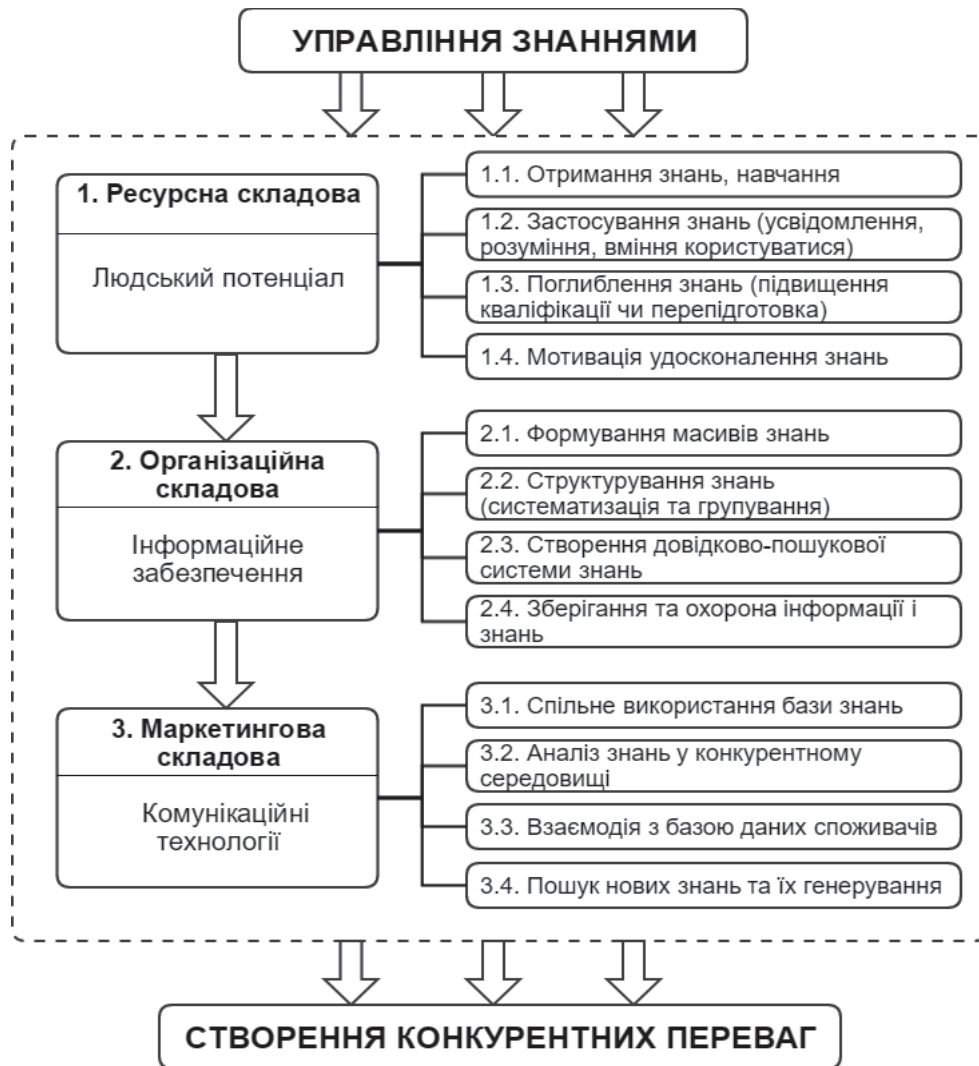 УПРАВЛІННЯ ЗНАННЯМИ
1. Ресурсна складова
Людський потенціал
1.1. Отримання знань, навчання
1.2. Застосування знань (усвідомлення,
розуміння, вміння користуватися)
1.3. Поглиблення знань (підвищення
кваліфікації чи перепідготовка)
1.4. Мотивація удосконалення знань
2. Організаційна
складова
Інформаційне
забезпечення
2.1. Формування масивів знань
2.2. Структурування знань
(систематизація та групування)
2.3. Створення довідково-пошукової
системи знань
2.4. Зберігання та охорона інформації і
знань
3. Маркетингова
складова
Комунікаційні
технології
3.1. Спільне використання бази знань
3.2. Аналіз знань у конкурентному
середовищі
3.3. Взаємодія з базою даних споживачів
3.4. Пошук нових знань та їх генерування
СТВОРЕННЯ КОНКУРЕНТНИХ ПЕРЕВАГ